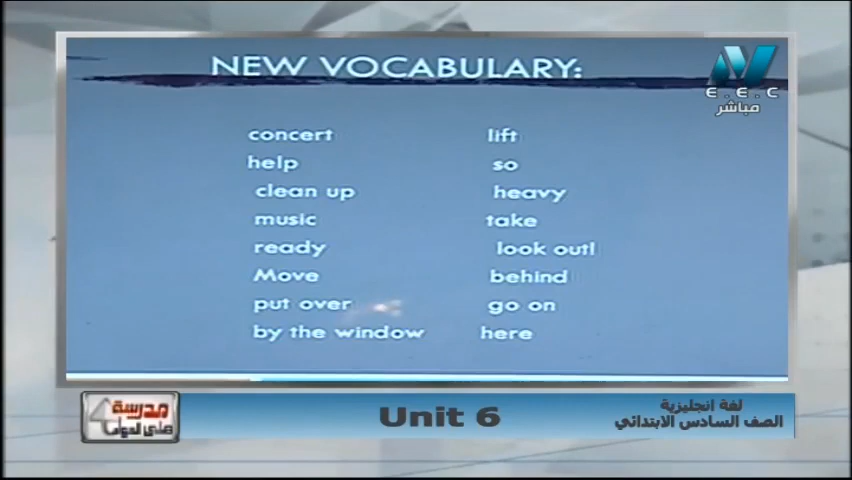 NEW VOCABULARY:
E.E.C
مباشر
concert lift
help so
clean up heavy
music take
ready look out!
Move behind
put over go on
by the window here
مدرسة
على الهواء
Unit 6
لغة انجليزية
الصف السادس الابتدائي